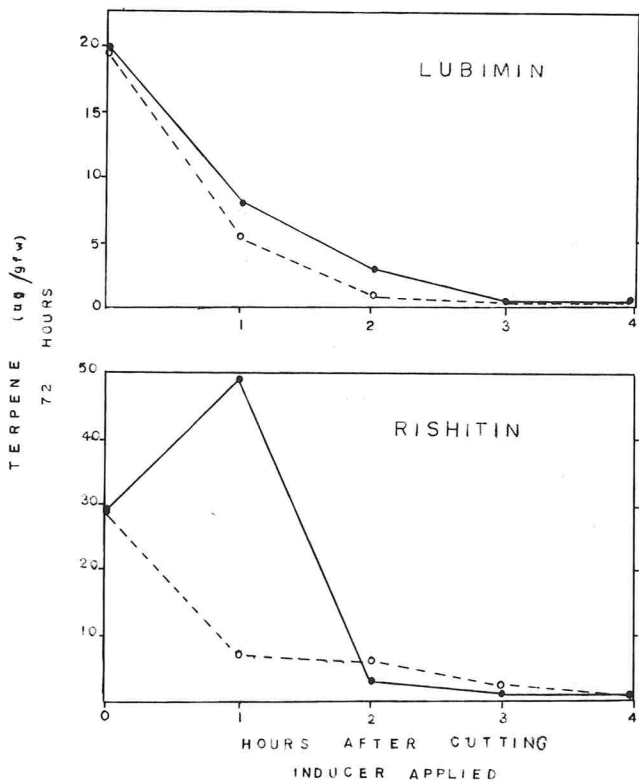 20
LUBIMIN
15
10
5
0
1 2 3 4
TERPENE (ug/gfw)
72 HOURS
50
RISHITIN
40
30
20
10
0 1 2 3 4
HOURS AFTER CUTTING
INDUCER APPLIED